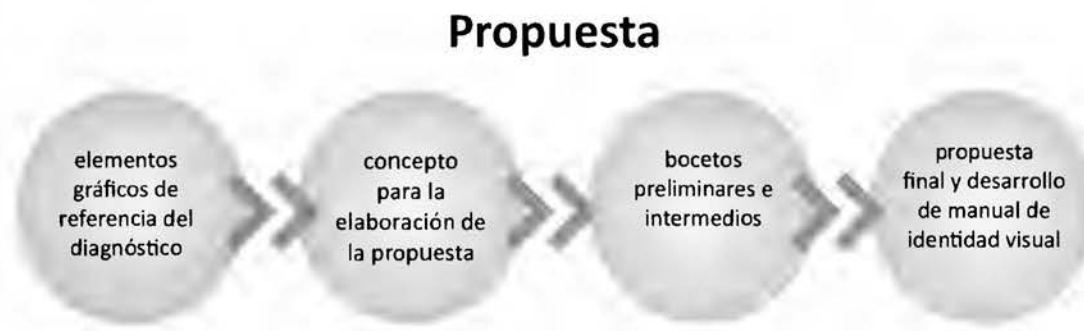 Propuesta
elementos
gráficos de
referencia del
diagnóstico
concepto
para la
elaboración de
la propuesta
bocetos
preliminares e
intermedios
propuesta
final y desarrollo
de manual de
identidad visual